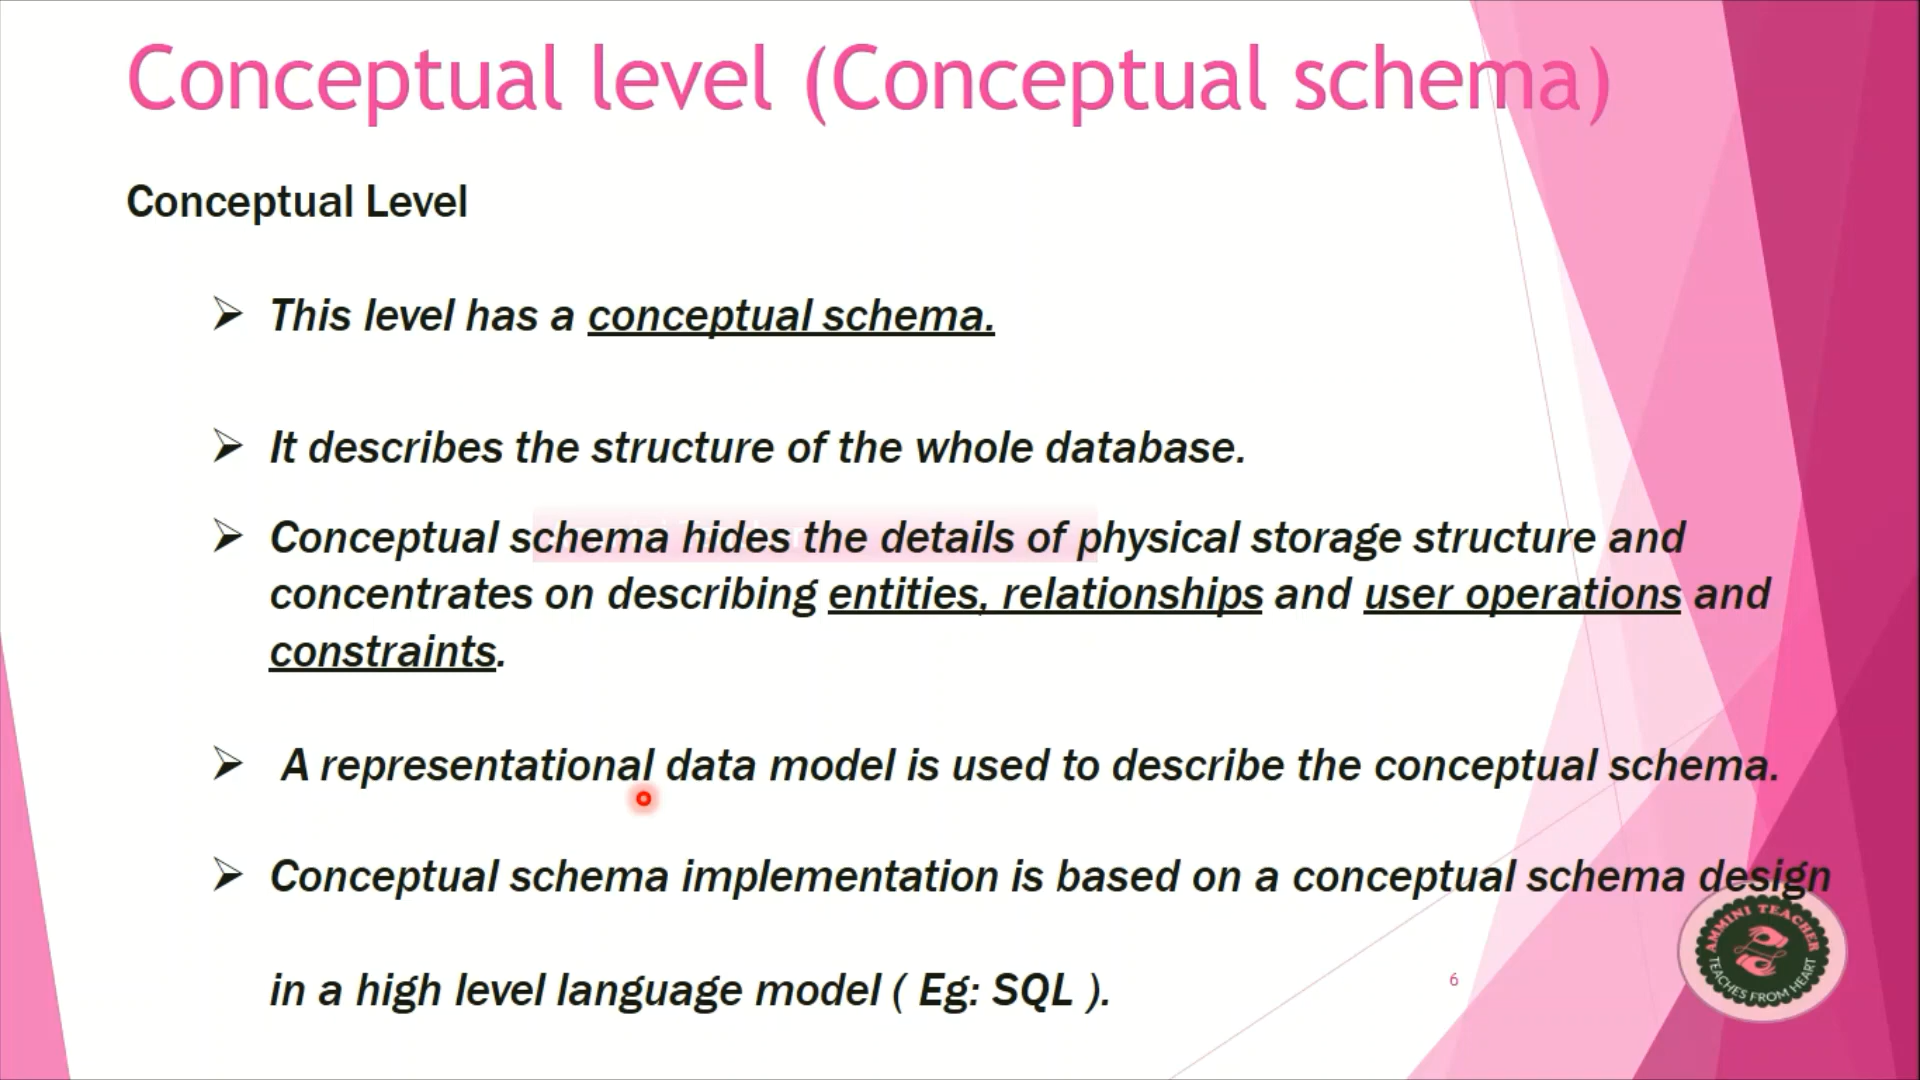 Conceptual level (Conceptual schema)
Conceptual Level
➢ This level has a conceptual schema.
➢ It describes the structure of the whole database.
➢ Conceptual schema hides the details of physical storage structure and
concentrates on describing entities, relationships and user operations and
constraints.
➢ A representational data model is used to describe the conceptual schema.
➢ Conceptual schema implementation is based on a conceptual schema design
in a high level language model ( Eg: SQL ).
6
AMMINI TEACHER
TEACHES FROM HEART